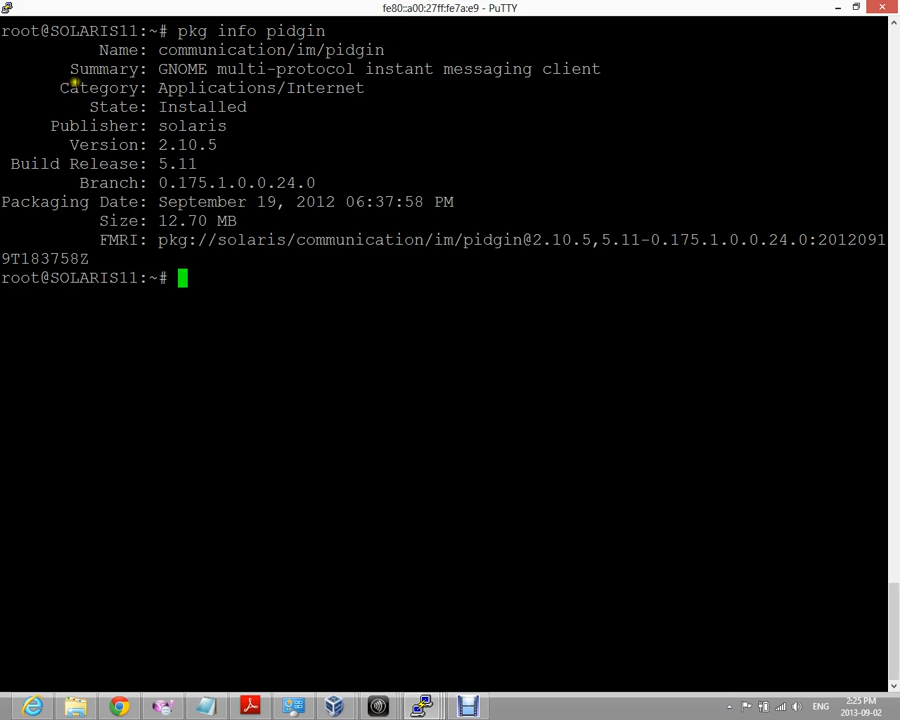 fe80::a00:27ff:fe7a:e9 - PuTTY
root@SOLARIS11:~# pkg info pidgin
Name: communication/im/pidgin
Summary: GNOME multi-protocol instant messaging client
Category: Applications/Internet
State: Installed
Publisher: solaris
Version: 2.10.5
Build Release: 5.11
Branch: 0.175.1.0.0.24.0
Packaging Date: September 19, 2012 06:37:58 PM
Size: 12.70 MB
FMRI: pkg://solaris/communication/im/pidgin@2.10.5,5.11-0.175.1.0.0.24.0:2012091
9T183758Z
root@SOLARIS11:~#
ENG
2:25 PM
2013-09-02